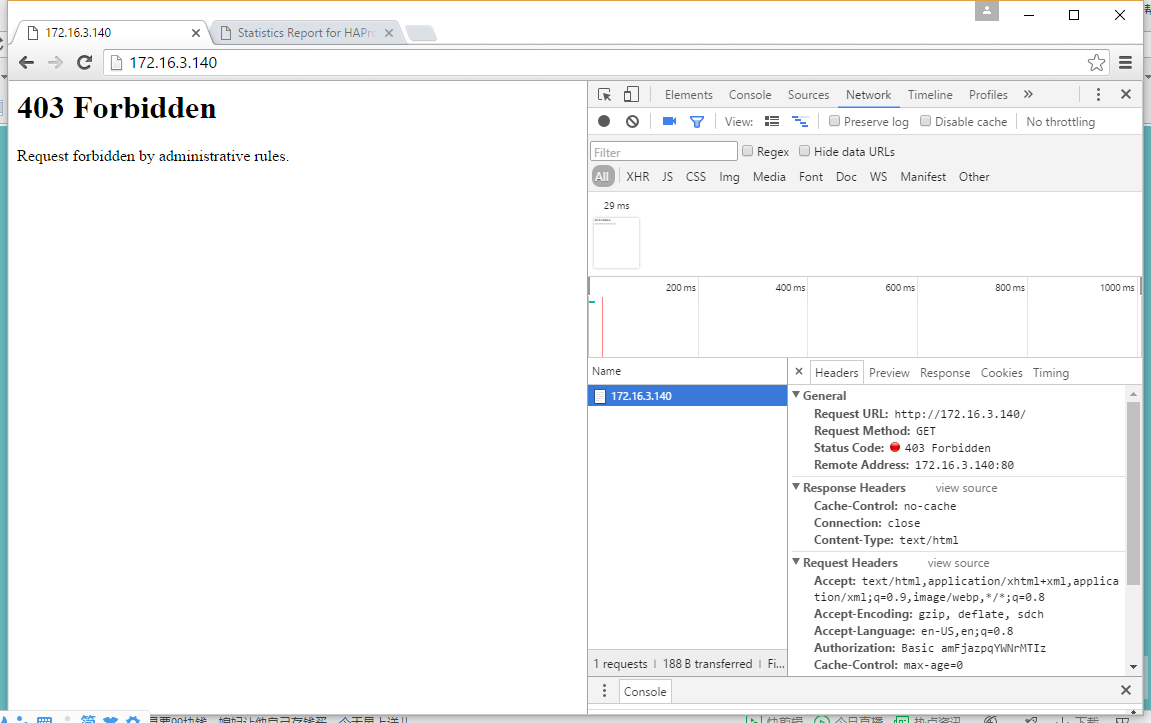 172.16.3.140
Statistics Report for HAPro
172.16.3.140
403 Forbidden
Request forbidden by administrative rules.
Elements Console Sources Network Timeline Profiles »
View: Preserve log Disable cache No throttling
Filter Regex Hide data URLs
All XHR JS CSS Img Media Font Doc WS Manifest Other
29 ms
200 ms 400 ms 600 ms 800 ms 1000 ms
Name
172.16.3.140
1 requests | 188 B transferred | Fi...
× Headers Preview Response Cookies Timing
General
Request URL: http://172.16.3.140/
Request Method: GET
Status Code: 403 Forbidden
Remote Address: 172.16.3.140:80
Response Headers view source
Cache-Control: no-cache
Connection: close
Content-Type: text/html
Request Headers view source
Accept: text/html,application/xhtml+xml,applica
tion/xml;q=0.9,image/webp,*/*;q=0.8
Accept-Encoding: gzip, deflate, sdch
Accept-Language: en-US,en;q=0.8
Authorization: Basic amFjazpqYWNrMTIz
Cache-Control: max-age=0
Console